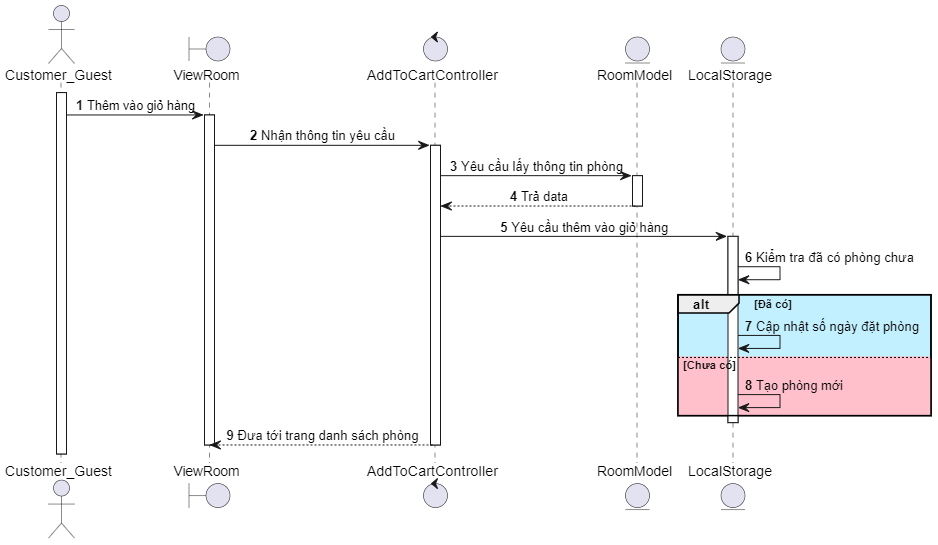 Customer_Guest ViewRoom AddToCartController RoomModel LocalStorage
1 Thêm vào giỏ hàng
2 Nhận thông tin yêu cầu
3 Yêu cầu lấy thông tin phòng
4 Trả data
5 Yêu cầu thêm vào giỏ hàng
6 Kiểm tra đã có phòng chưa
alt [Đã có]
7 Cập nhật số ngày đặt phòng
[Chưa có]
8 Tạo phòng mới
9 Đưa tới trang danh sách phòng
Customer_Guest ViewRoom AddToCartController RoomModel LocalStorage